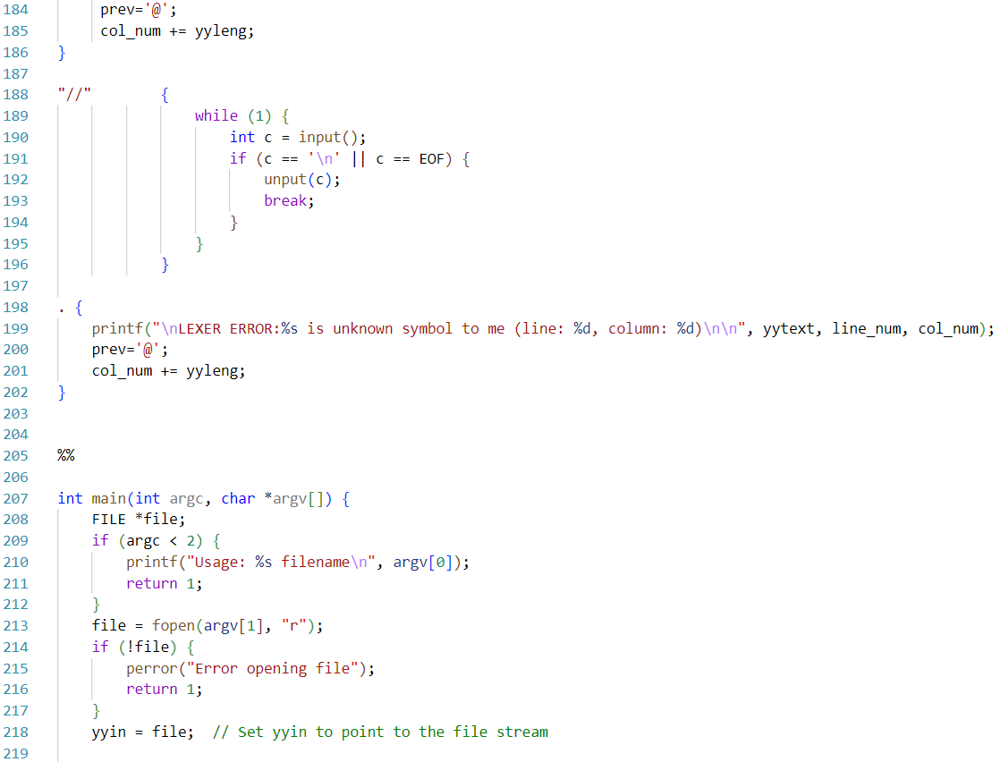 184 prev='@';
185 col_num += yyleng;
186 }
187
188 "//" {
189 while (1) {
190 int c = input();
191 if (c == '\n' || c == EOF) {
192 unput(c);
193 break;
194 }
195 }
196 }
197
198 . {
199 printf("\nLEXER ERROR:%s is unknown symbol to me (line: %d, column: %d)\n\n", yytext, line_num, col_num);
200 prev='@';
201 col_num += yyleng;
202 }
203
204
205 %%
206
207 int main(int argc, char *argv[]) {
208 FILE *file;
209 if (argc < 2) {
210 printf("Usage: %s filename\n", argv[0]);
211 return 1;
212 }
213 file = fopen(argv[1], "r");
214 if (!file) {
215 perror("Error opening file");
216 return 1;
217 }
218 yyin = file;  // Set yyin to point to the file stream
219